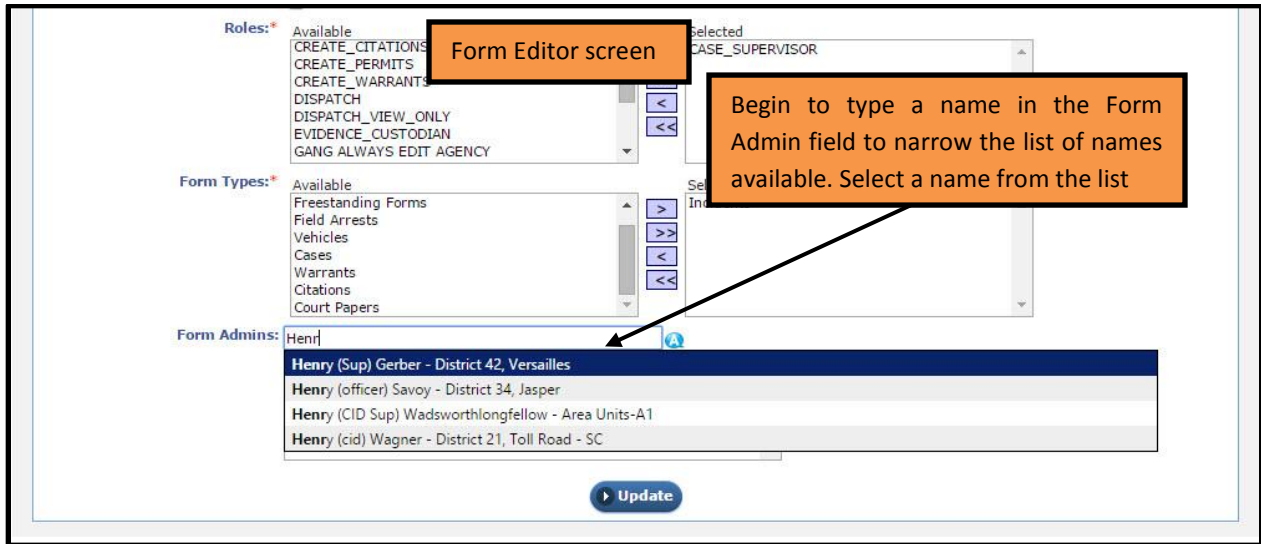 Roles:*
Available
Selected
CREATE_CITATIONS
CASE_SUPERVISOR
CREATE_PERMITS
CREATE_WARRANTS
DISPATCH
DISPATCH_VIEW_ONLY
EVIDENCE_CUSTODIAN
GANG ALWAYS EDIT AGENCY
<
<<
Form Editor screen
Begin to type a name in the Form
Admin field to narrow the list of names
available. Select a name from the list
Form Types:*
Available
Freestanding Forms
Field Arrests
Vehicles
Cases
Warrants
Citations
Court Papers
>
>>
<
<<
Form Admins:
Henr
A
Henry (Sup) Gerber - District 42, Versailles
Henry (officer) Savoy - District 34, Jasper
Henry (CID Sup) Wadsworthlongfellow - Area Units-A1
Henry (cid) Wagner - District 21, Toll Road - SC
Update